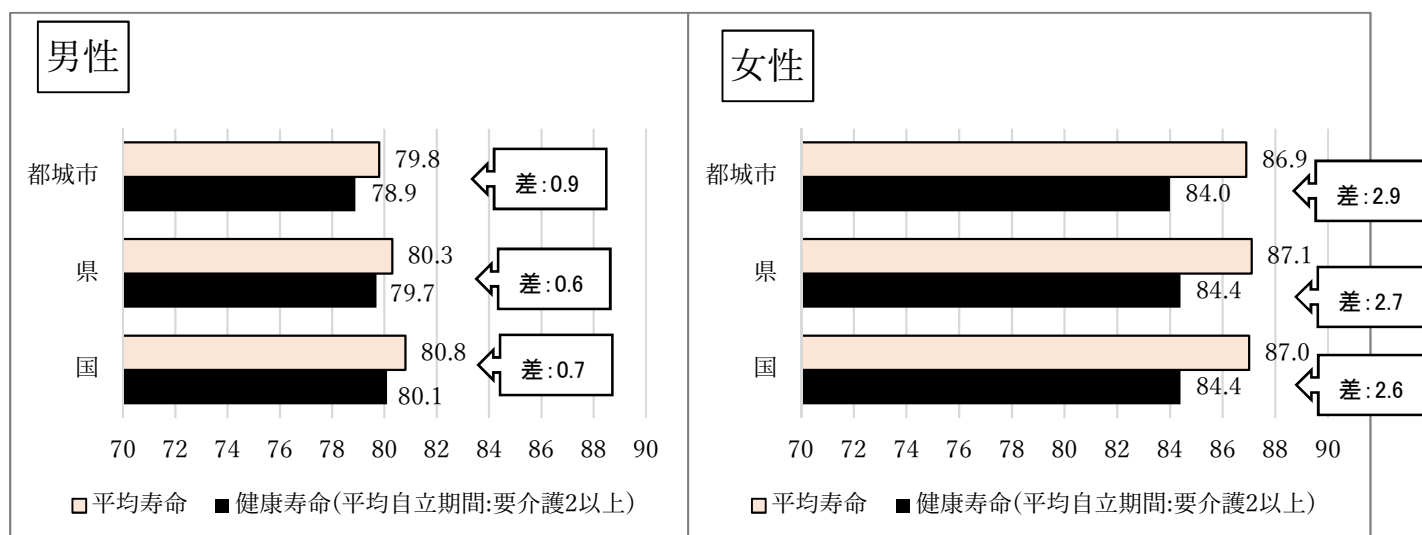 男性
都城市
79.8
78.9
差:0.9
県
80.3
79.7
差:0.6
国
80.8
80.1
差:0.7
70 72 74 76 78 80 82 84 86 88 90
平均寿命 健康寿命(平均自立期間:要介護2以上)
女性
都城市
86.9
84.0
差:2.9
県
87.1
84.4
差:2.7
国
87.0
84.4
差:2.6
70 72 74 76 78 80 82 84 86 88 90
平均寿命 健康寿命(平均自立期間:要介護2以上)